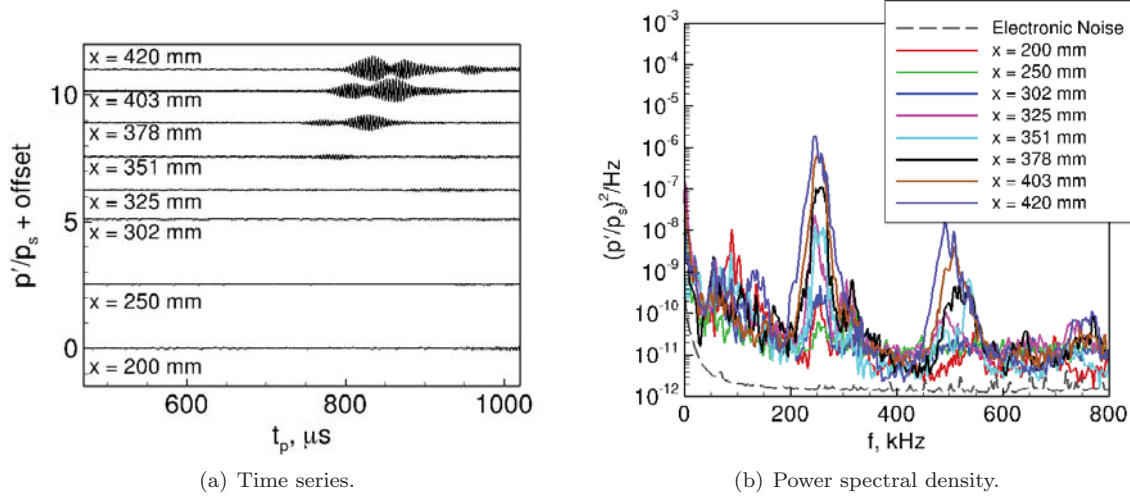 x = 420 mm
x = 403 mm
x = 378 mm
x = 351 mm
x = 325 mm
x = 302 mm
x = 250 mm
x = 200 mm
10
5
0
p'/pₛ + offset
600
800
1000
tₚ, μs
(a) Time series.
10⁻³
10⁻⁴
10⁻⁵
10⁻⁶
10⁻⁷
10⁻⁸
10⁻⁹
10⁻¹⁰
10⁻¹¹
10⁻¹²
(p'/pₛ)²/Hz
Electronic Noise
x = 200 mm
x = 250 mm
x = 302 mm
x = 325 mm
x = 351 mm
x = 378 mm
x = 403 mm
x = 420 mm
0
200
400
600
800
f, kHz
(b) Power spectral density.